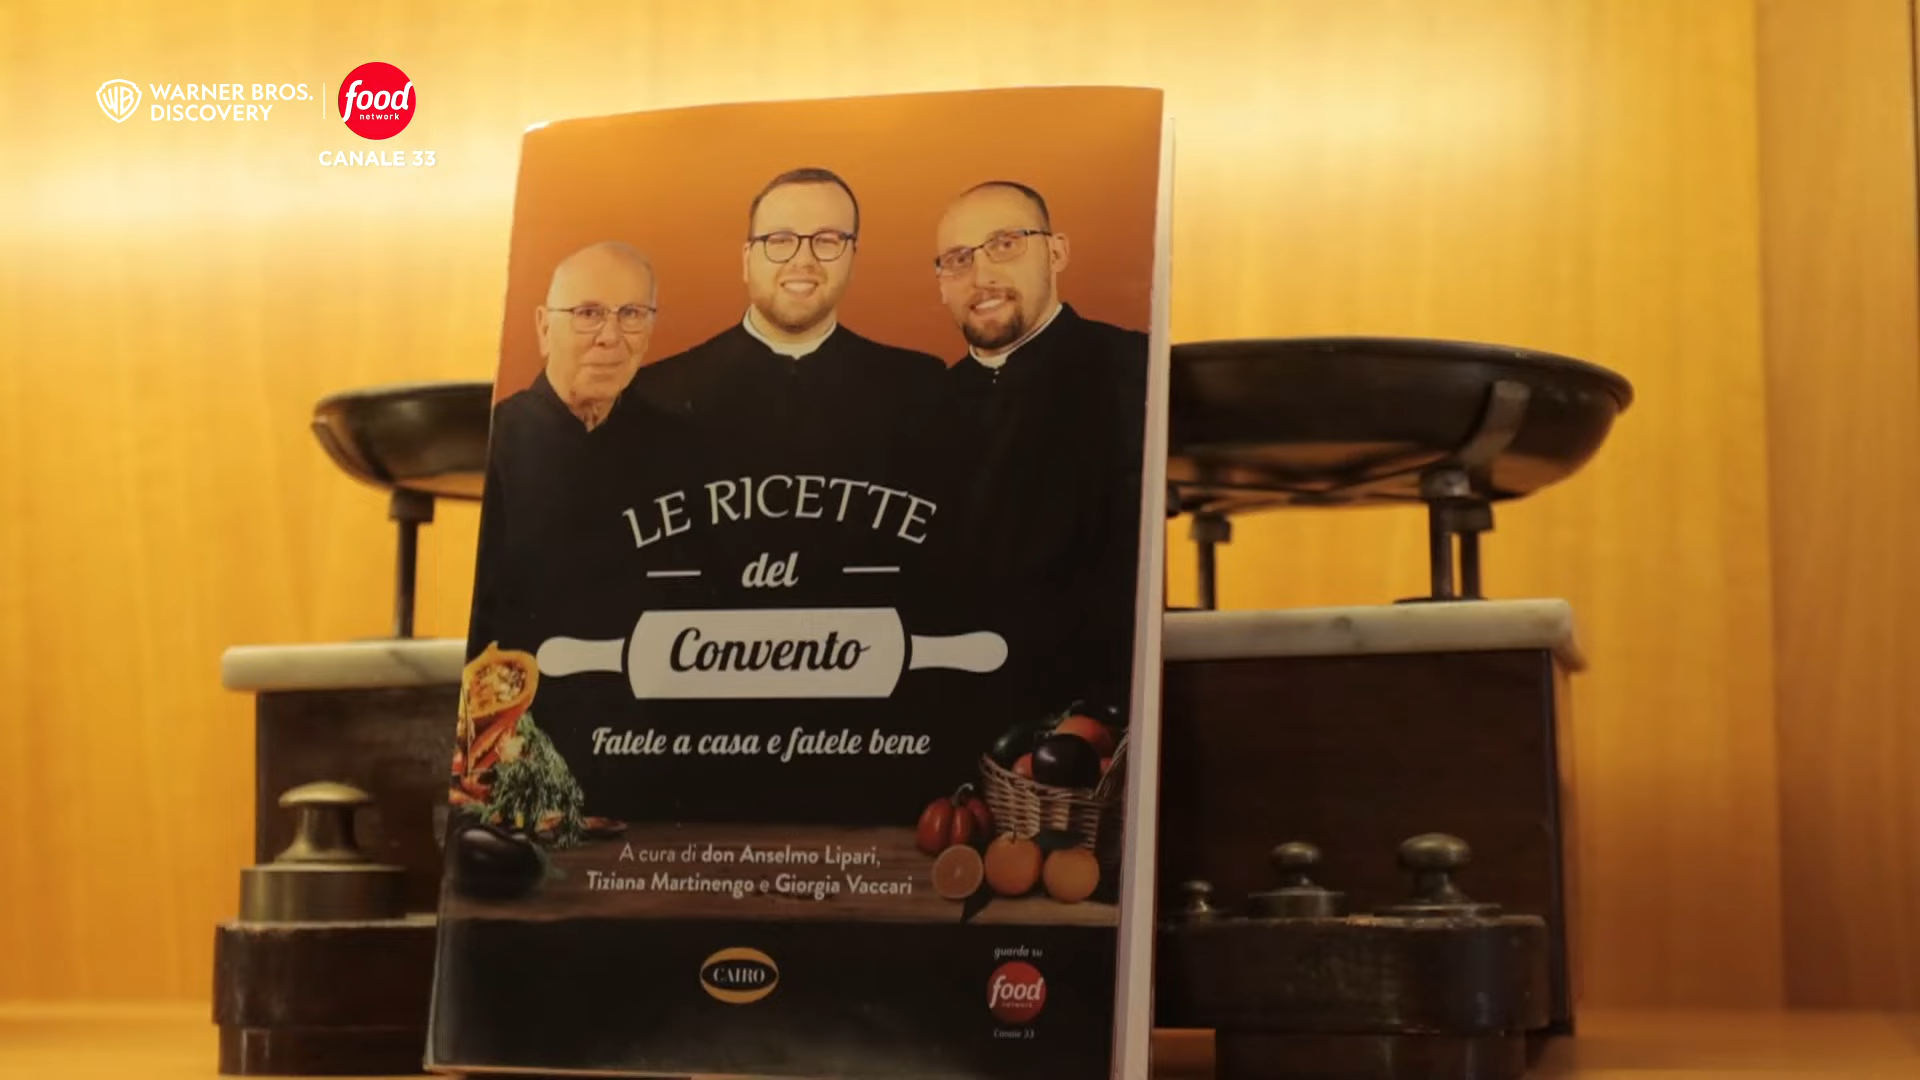 WARNER BROS.
DISCOVERY
food
network
CANALE 33
LE RICETTE
del
Convento
Fatele a casa e fatele bene
A cura di don Anselmo Lipari,
Tiziana Martinengo e Giorgia Vaccari
CAIRO
guarda su
food
network
Canale 33